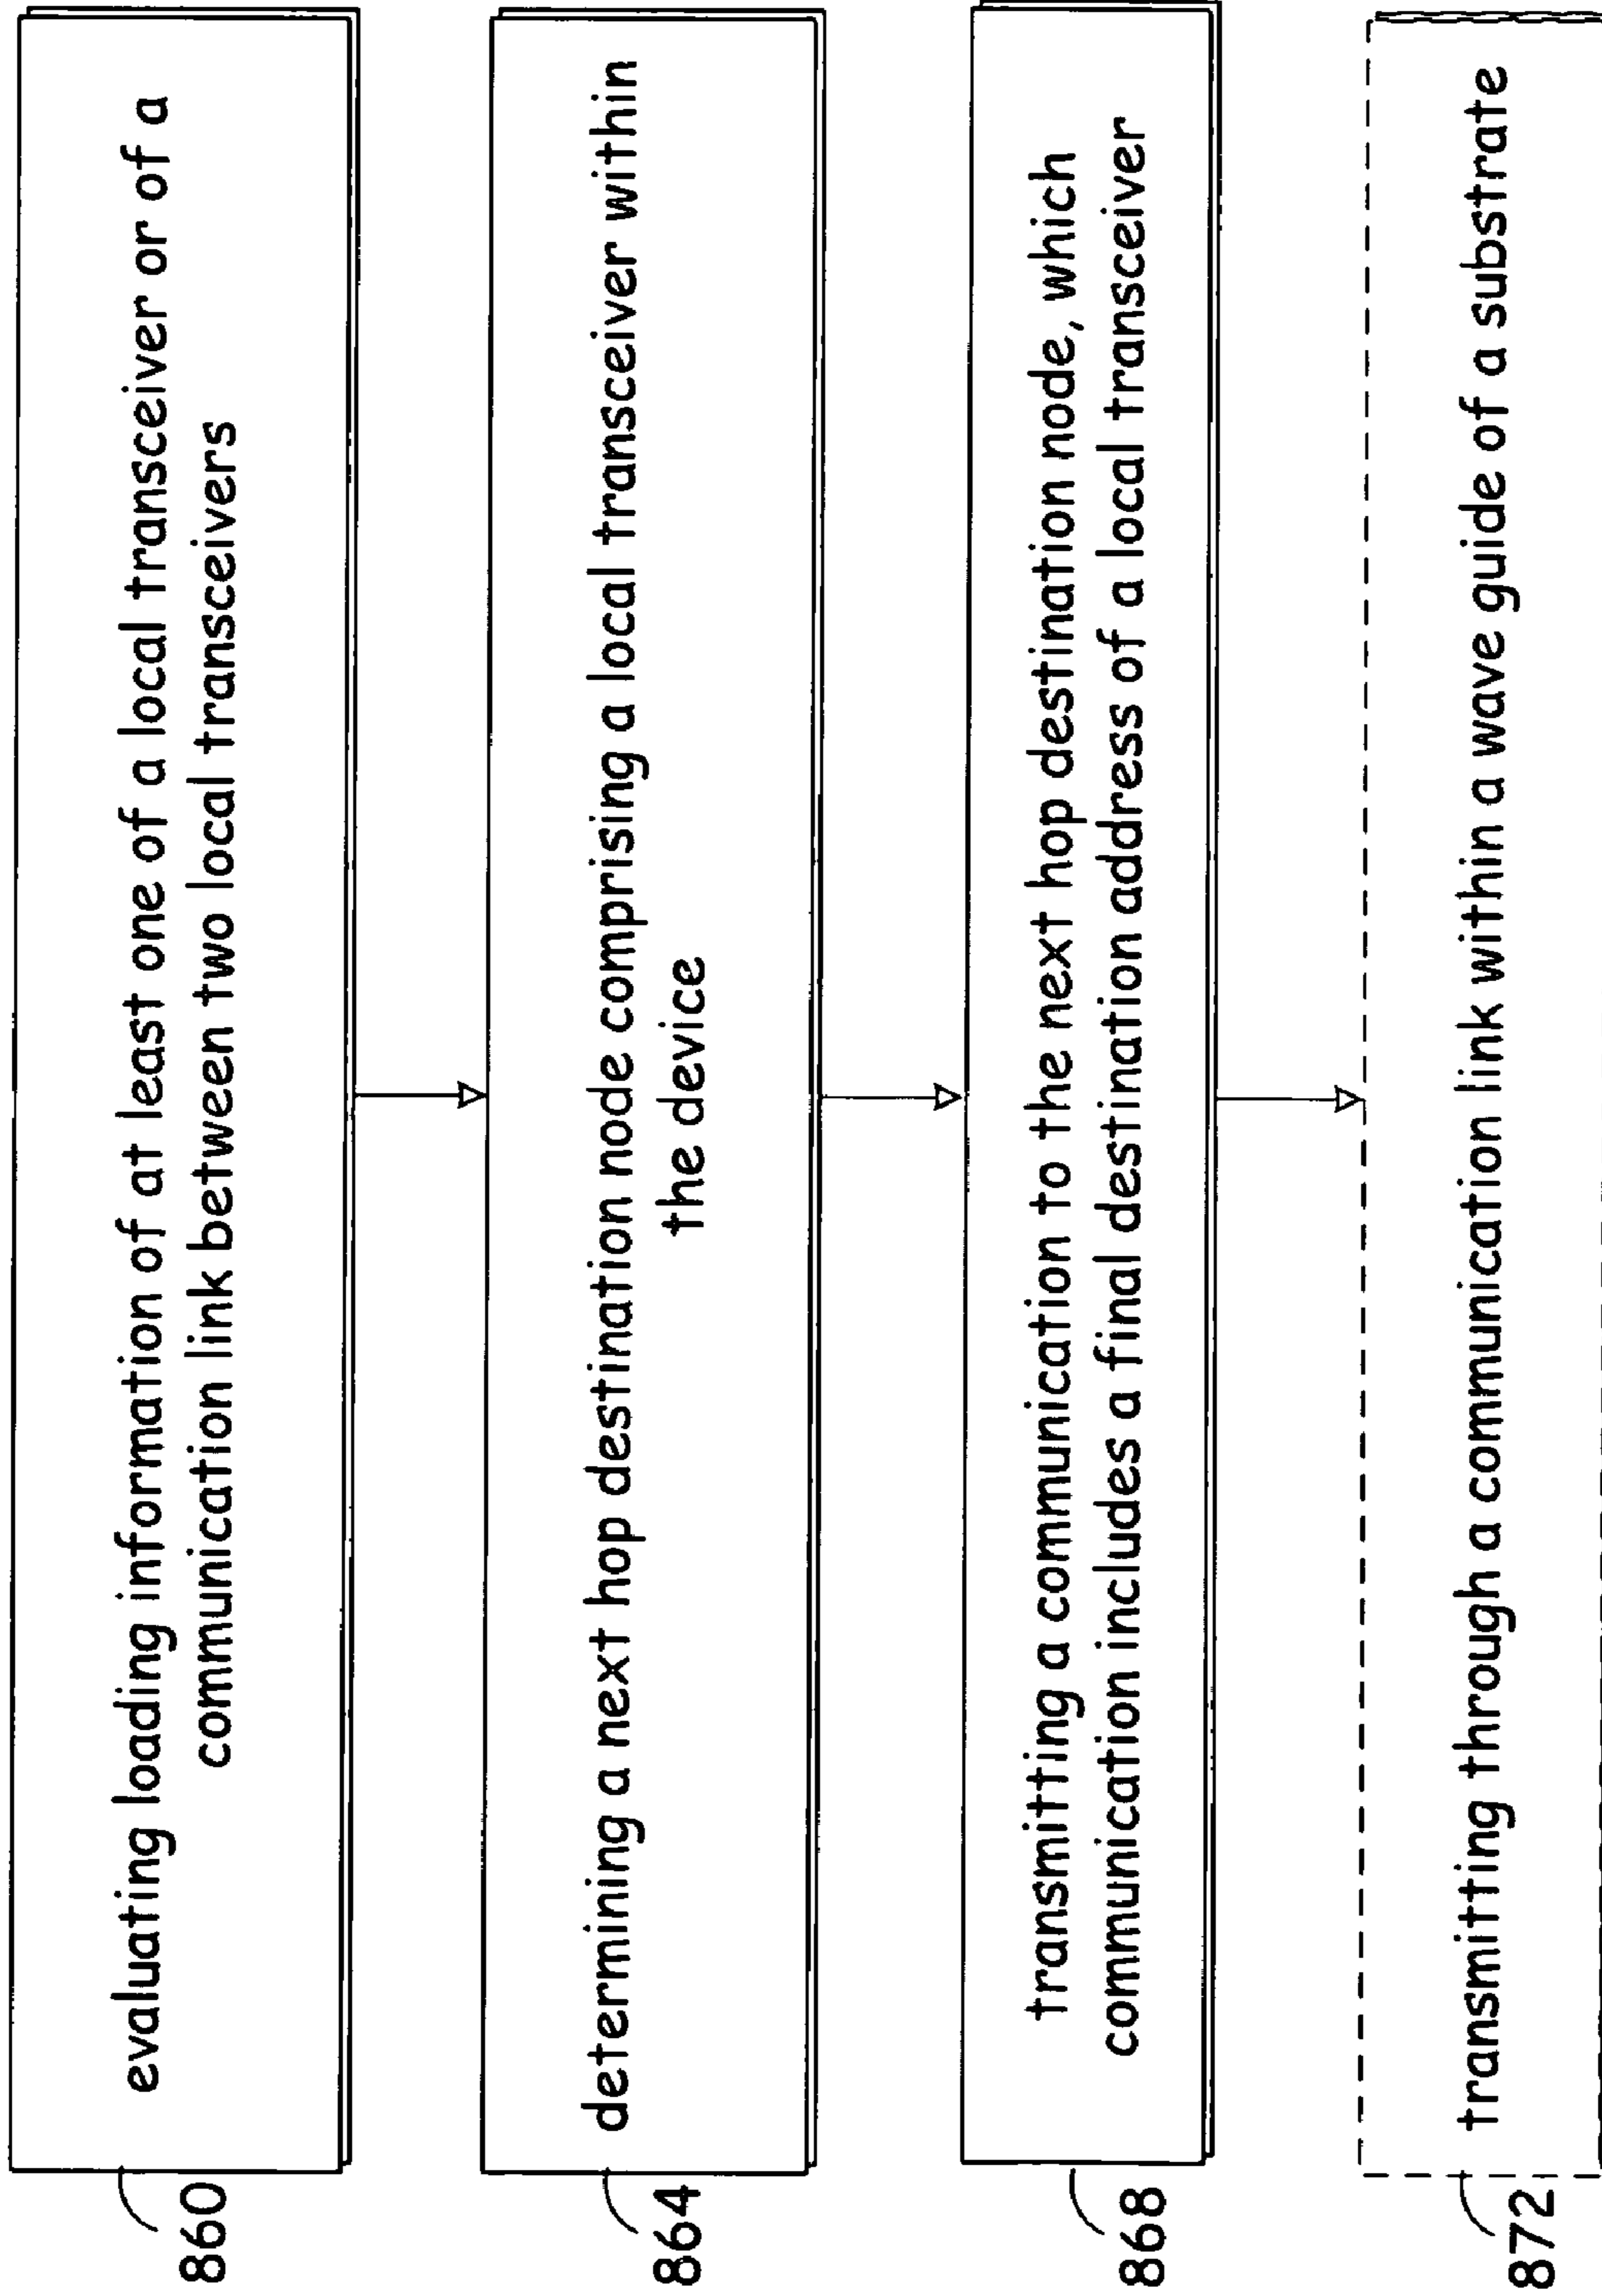 evaluating loading information of at least one of a local transceiver or of a
communication link between two local transceivers
860
determining a next hop destination node comprising a local transceiver within
the device
864
transmitting a communication to the next hop destination node, which
communication includes a final destination address of a local transceiver
868
transmitting through a communication link within a wave guide of a substrate
872